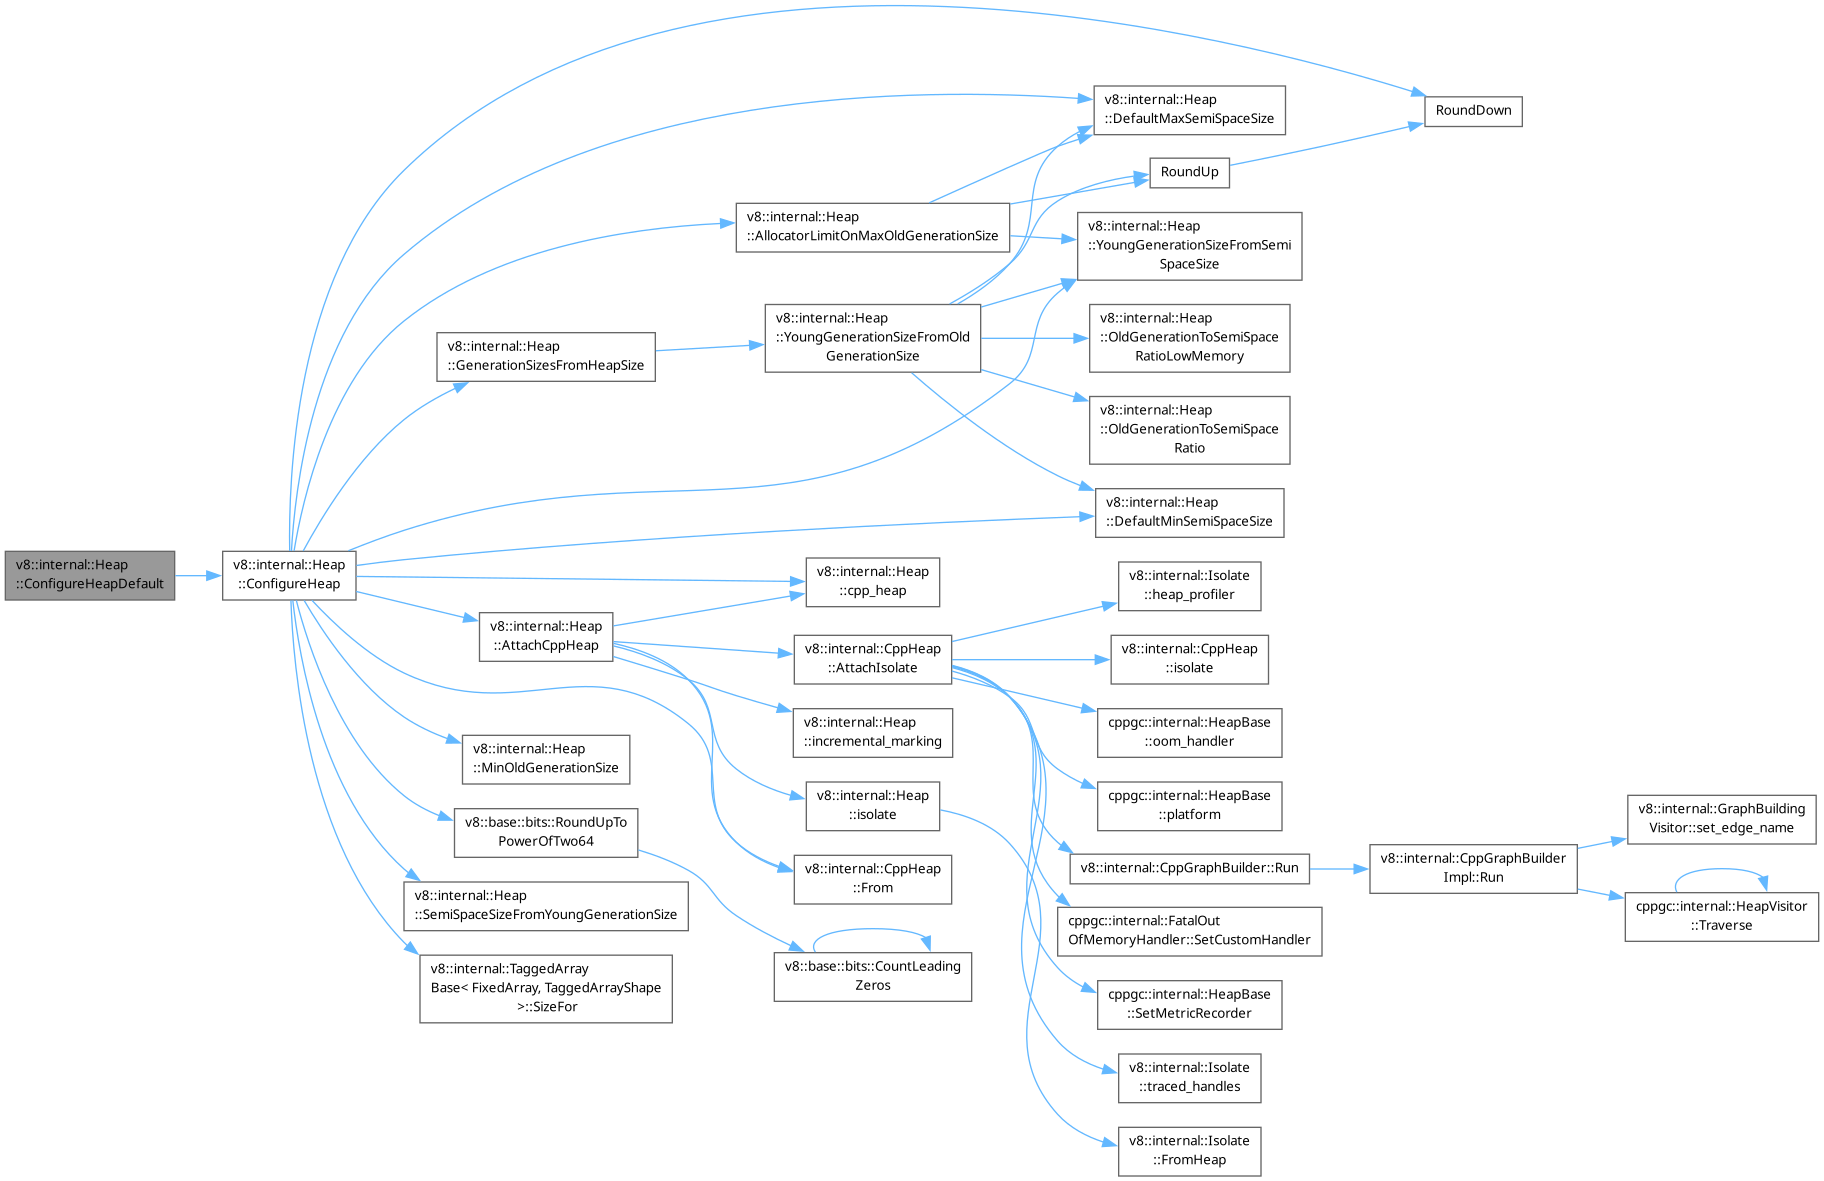 v8::internal::Heap
::ConfigureHeapDefault
v8::internal::Heap
::ConfigureHeap
RoundDown
v8::internal::Heap
::DefaultMaxSemiSpaceSize
RoundUp
v8::internal::Heap
::AllocatorLimitOnMaxOldGenerationSize
v8::internal::Heap
::YoungGenerationSizeFromSemi
SpaceSize
v8::internal::Heap
::GenerationSizesFromHeapSize
v8::internal::Heap
::YoungGenerationSizeFromOld
GenerationSize
v8::internal::Heap
::OldGenerationToSemiSpace
RatioLowMemory
v8::internal::Heap
::OldGenerationToSemiSpace
Ratio
v8::internal::Heap
::DefaultMinSemiSpaceSize
v8::internal::Heap
::cpp_heap
v8::internal::Heap
::AttachCppHeap
v8::internal::CppHeap
::AttachIsolate
v8::internal::Heap
::incremental_marking
v8::internal::Heap
::isolate
v8::internal::CppHeap
::From
v8::internal::Heap
::MinOldGenerationSize
v8::base::bits::RoundUpTo
PowerOfTwo64
v8::internal::Heap
::SemiSpaceSizeFromYoungGenerationSize
v8::internal::TaggedArray
Base< FixedArray, TaggedArrayShape
>::SizeFor
v8::base::bits::CountLeading
Zeros
v8::internal::Isolate
::heap_profiler
v8::internal::CppHeap
::isolate
cppgc::internal::HeapBase
::oom_handler
cppgc::internal::HeapBase
::platform
v8::internal::CppGraphBuilder::Run
cppgc::internal::FatalOut
OfMemoryHandler::SetCustomHandler
cppgc::internal::HeapBase
::SetMetricRecorder
v8::internal::Isolate
::traced_handles
v8::internal::Isolate
::FromHeap
v8::internal::CppGraphBuilder
Impl::Run
v8::internal::GraphBuilding
Visitor::set_edge_name
cppgc::internal::HeapVisitor
::Traverse